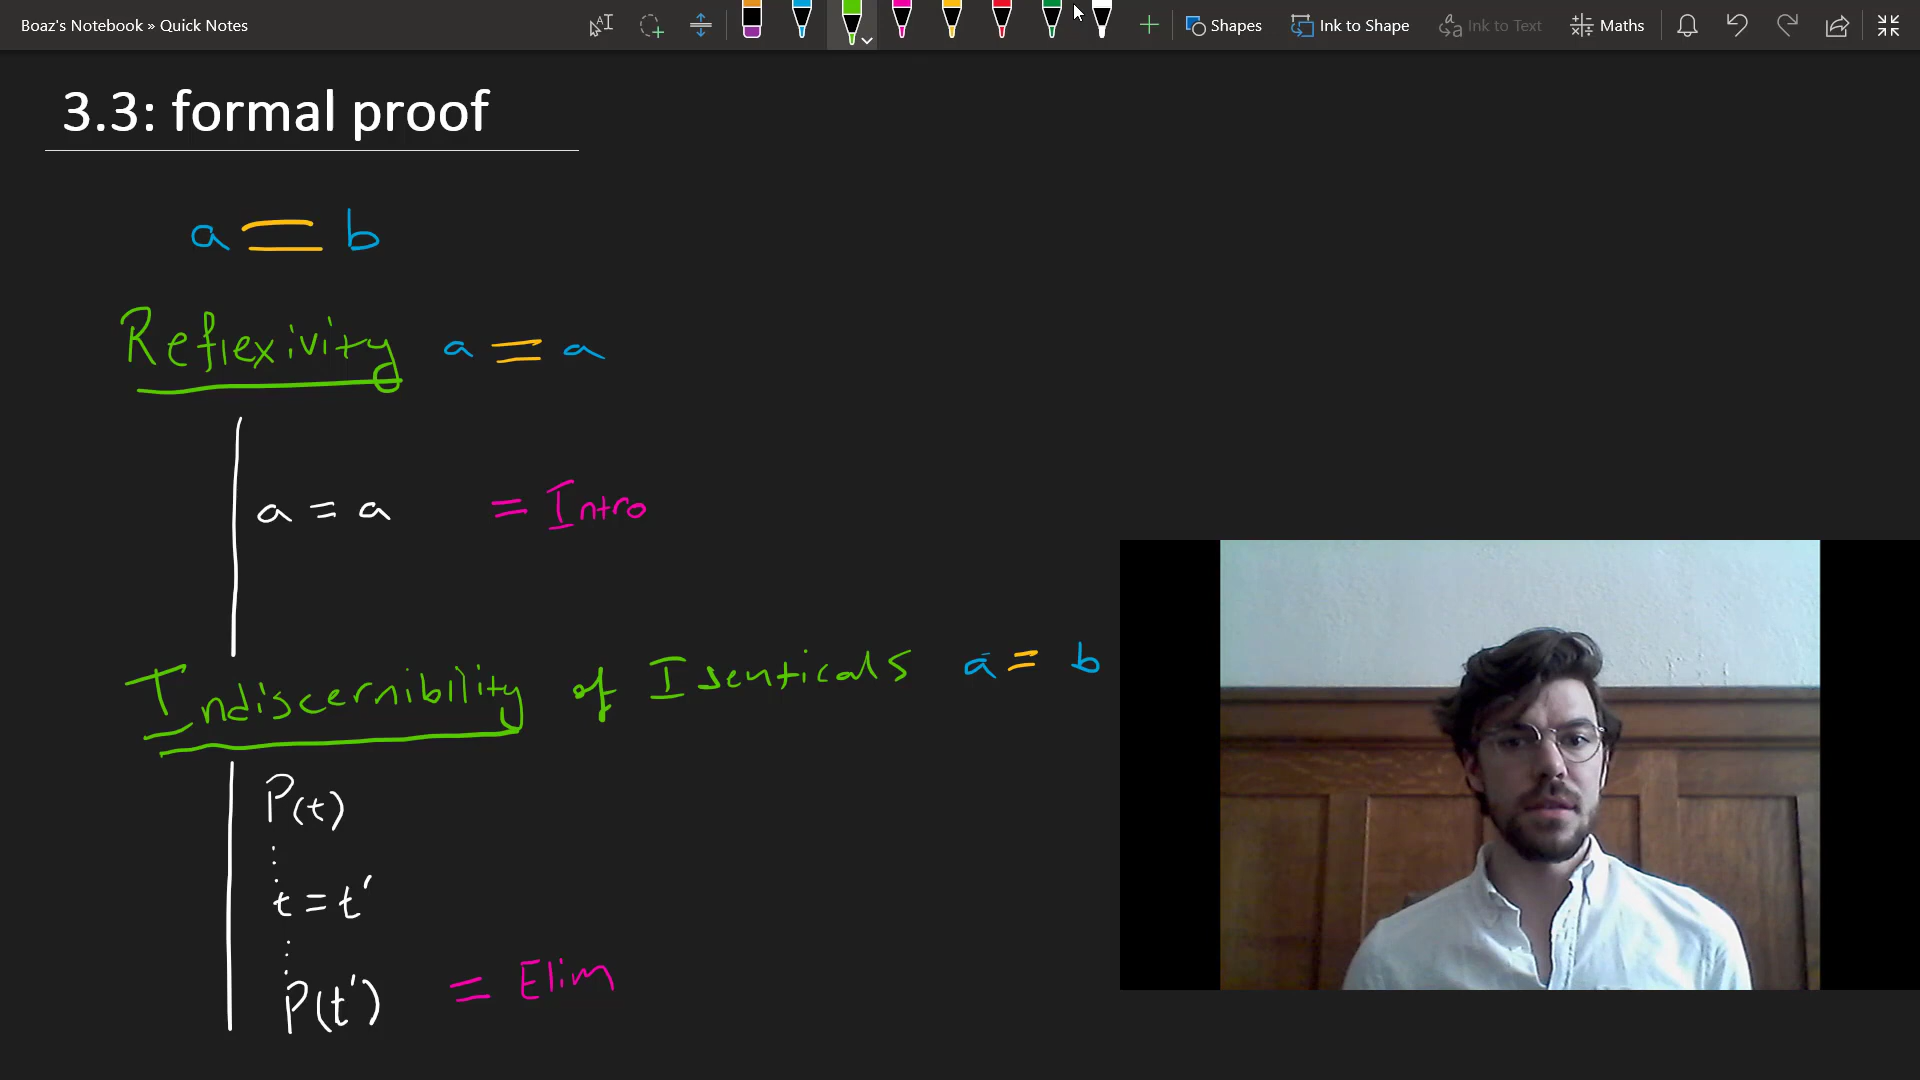 Boaz's Notebook » Quick Notes
Shapes
Ink to Shape
Ink to Text
Maths
3.3: formal proof
a = b
Reflexivity a = a
a = a = Intro
Indiscernibility of Identicals a = b
P(t)
⋮
t = t'
⋮
P(t') = Elim